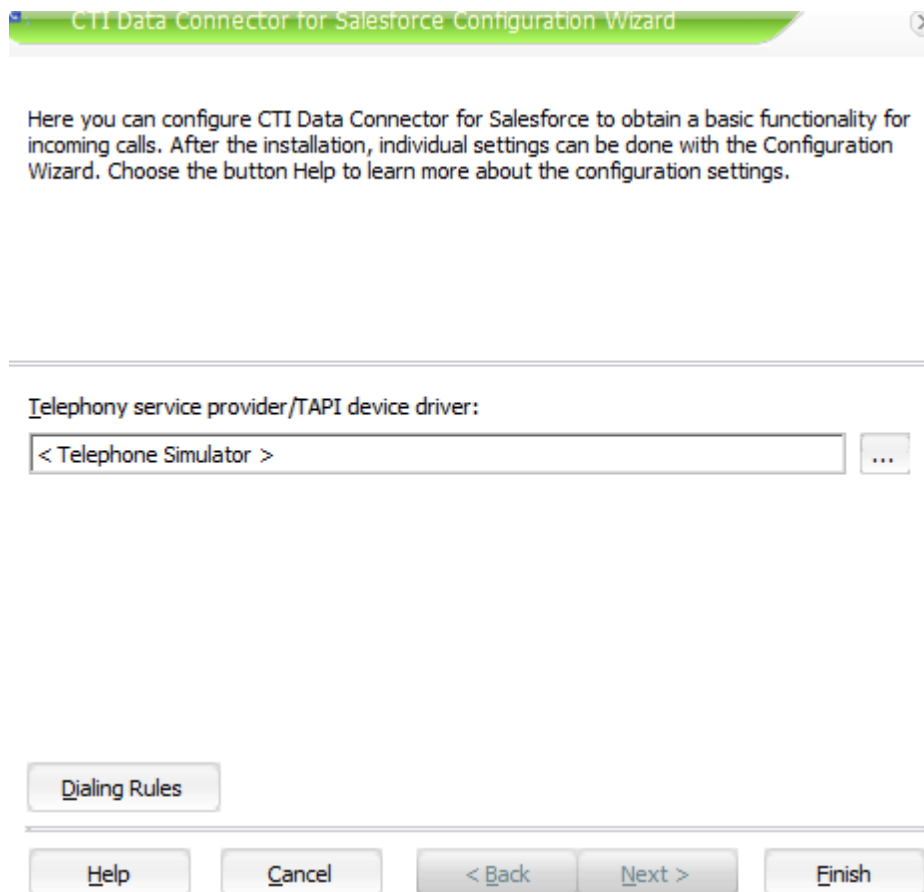 CTI Data Connector for Salesforce Configuration Wizard
Here you can configure CTI Data Connector for Salesforce to obtain a basic functionality for
incoming calls. After the installation, individual settings can be done with the Configuration
Wizard. Choose the button Help to learn more about the configuration settings.
Telephony service provider/TAPI device driver:
< Telephone Simulator >
...
Dialing Rules
Help
Cancel
< Back
Next >
Finish